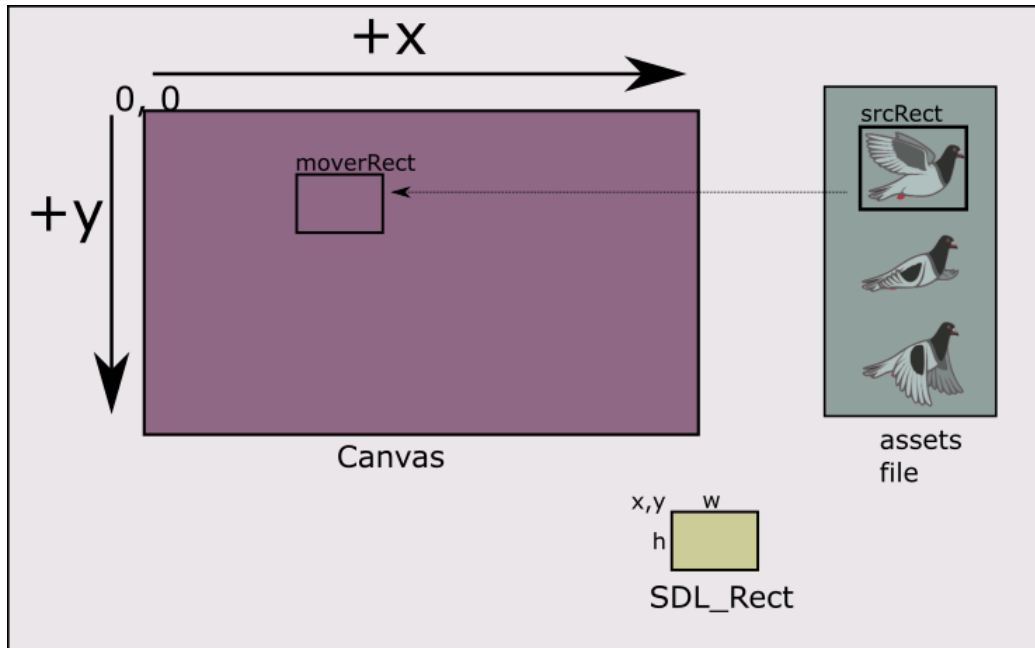 +x
0, 0
srcRect
moverRect
+y
Canvas
assets
file
x,y
w
h
SDL_Rect